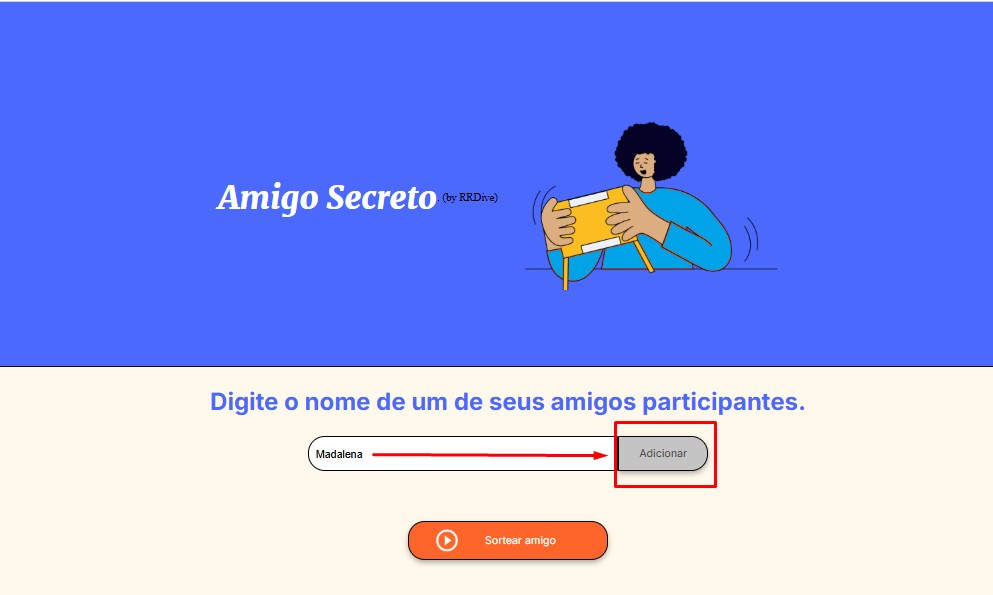 Amigo Secreto. (by RRDive)
Digite o nome de um de seus amigos participantes.
Madalena
Adicionar
Sortear amigo